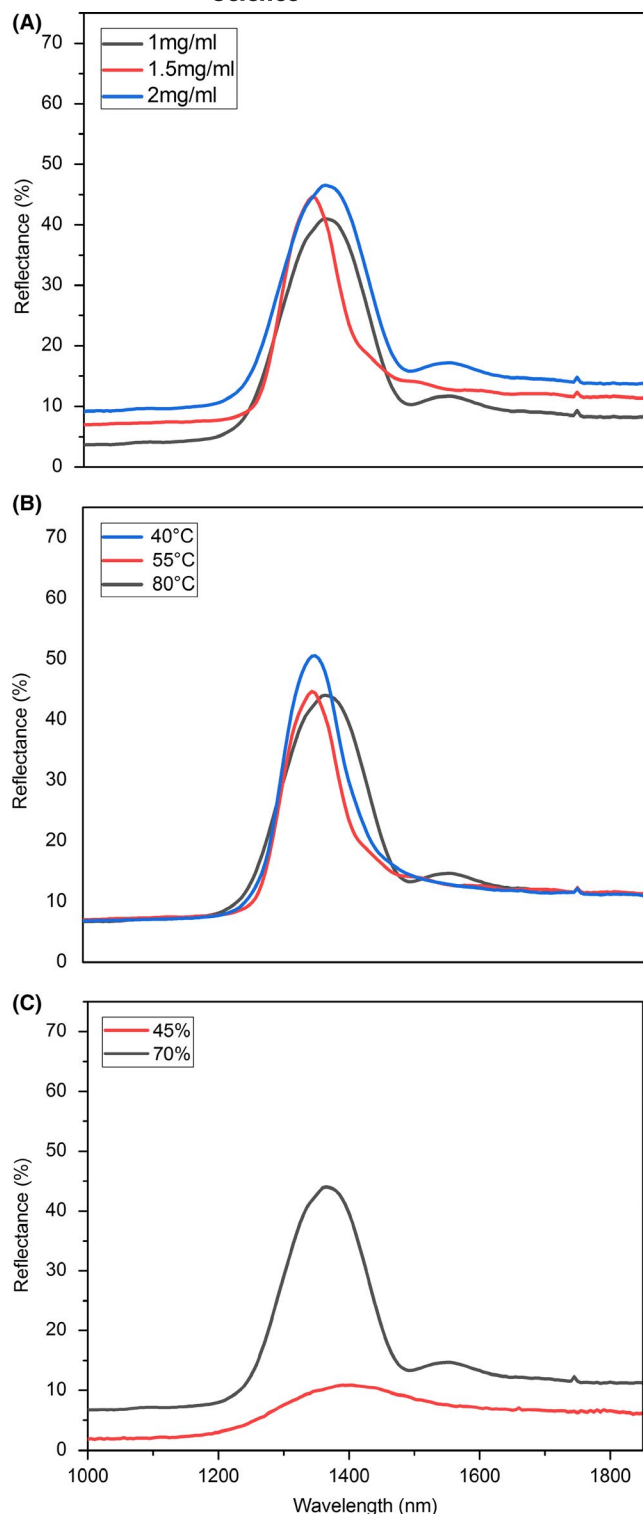 Science
(A)
1mg/ml
1.5mg/ml
2mg/ml
70
60
50
40
30
20
10
0
Reflectance (%)
(B)
40°C
55°C
80°C
70
60
50
40
30
20
10
0
Reflectance (%)
(C)
45%
70%
70
60
50
40
30
20
10
0
Reflectance (%)
1000 1200 1400 1600 1800
Wavelength (nm)